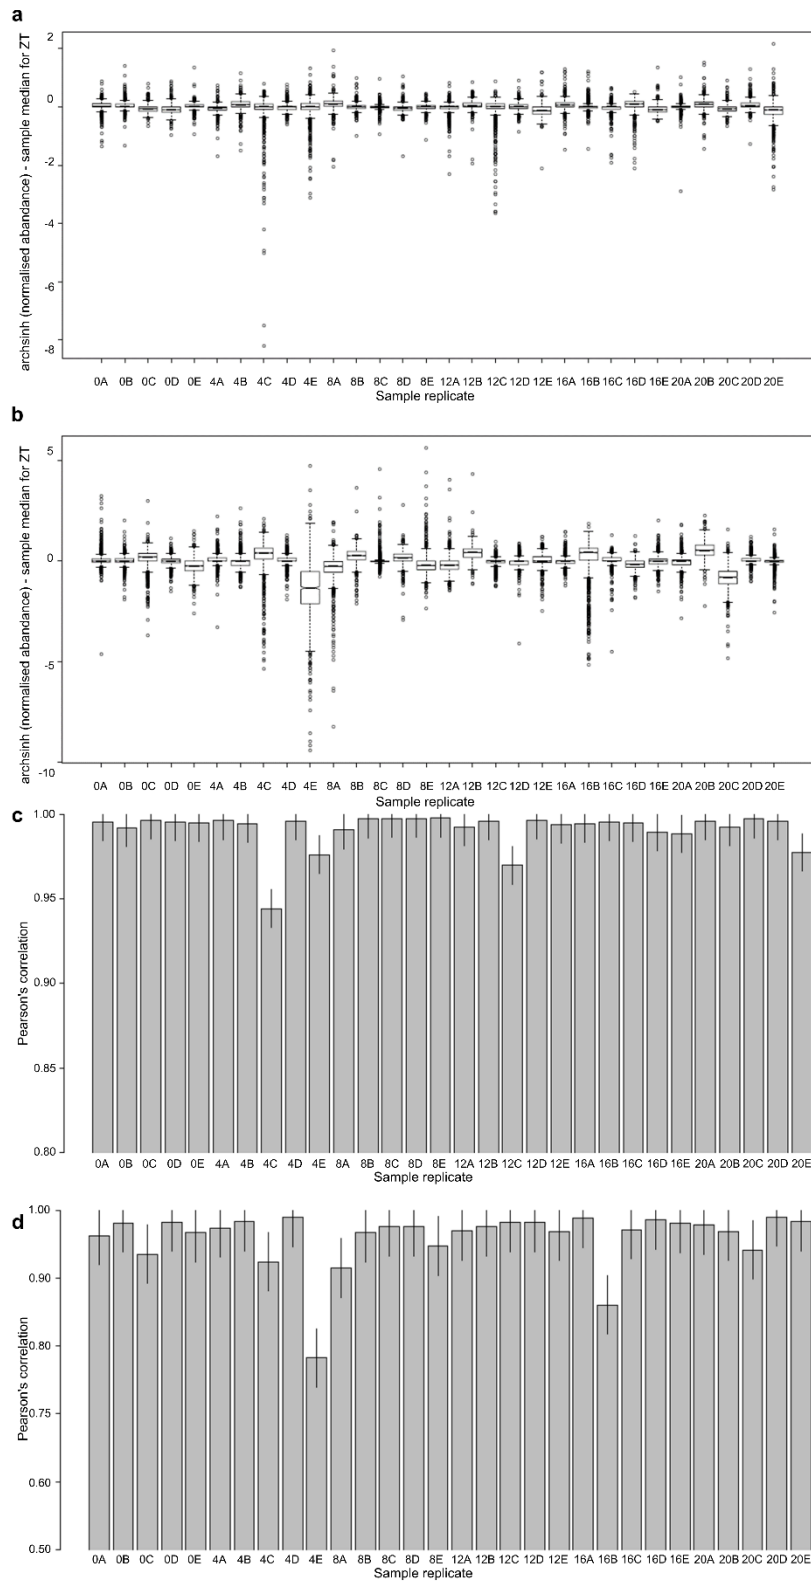 a
archsinh (normalised abandance) - sample median for ZT
2
0
-2
-4
-6
-8
0A 0B 0C 0D 0E 4A 4B 4C 4D 4E 8A 8B 8C 8D 8E 12A 12B 12C 12D 12E 16A 16B 16C 16D 16E 20A 20B 20C 20D 20E
Sample replicate
b
archsinh (normalised abandance) - sample median for ZT
5
0
-5
-10
0A 0B 0C 0D 0E 4A 4B 4C 4D 4E 8A 8B 8C 8D 8E 12A 12B 12C 12D 12E 16A 16B 16C 16D 16E 20A 20B 20C 20D 20E
Sample replicate
c
Pearson's correlation
1.00
0.95
0.90
0.85
0.80
0A 0B 0C 0D 0E 4A 4B 4C 4D 4E 8A 8B 8C 8D 8E 12A 12B 12C 12D 12E 16A 16B 16C 16D 16E 20A 20B 20C 20D 20E
Sample replicate
d
Pearson's correlation
1.00
0.90
0.80
0.75
0.60
0.50
0A 0B 0C 0D 0E 4A 4B 4C 4D 4E 8A 8B 8C 8D 8E 12A 12B 12C 12D 12E 16A 16B 16C 16D 16E 20A 20B 20C 20D 20E
Sample replicate